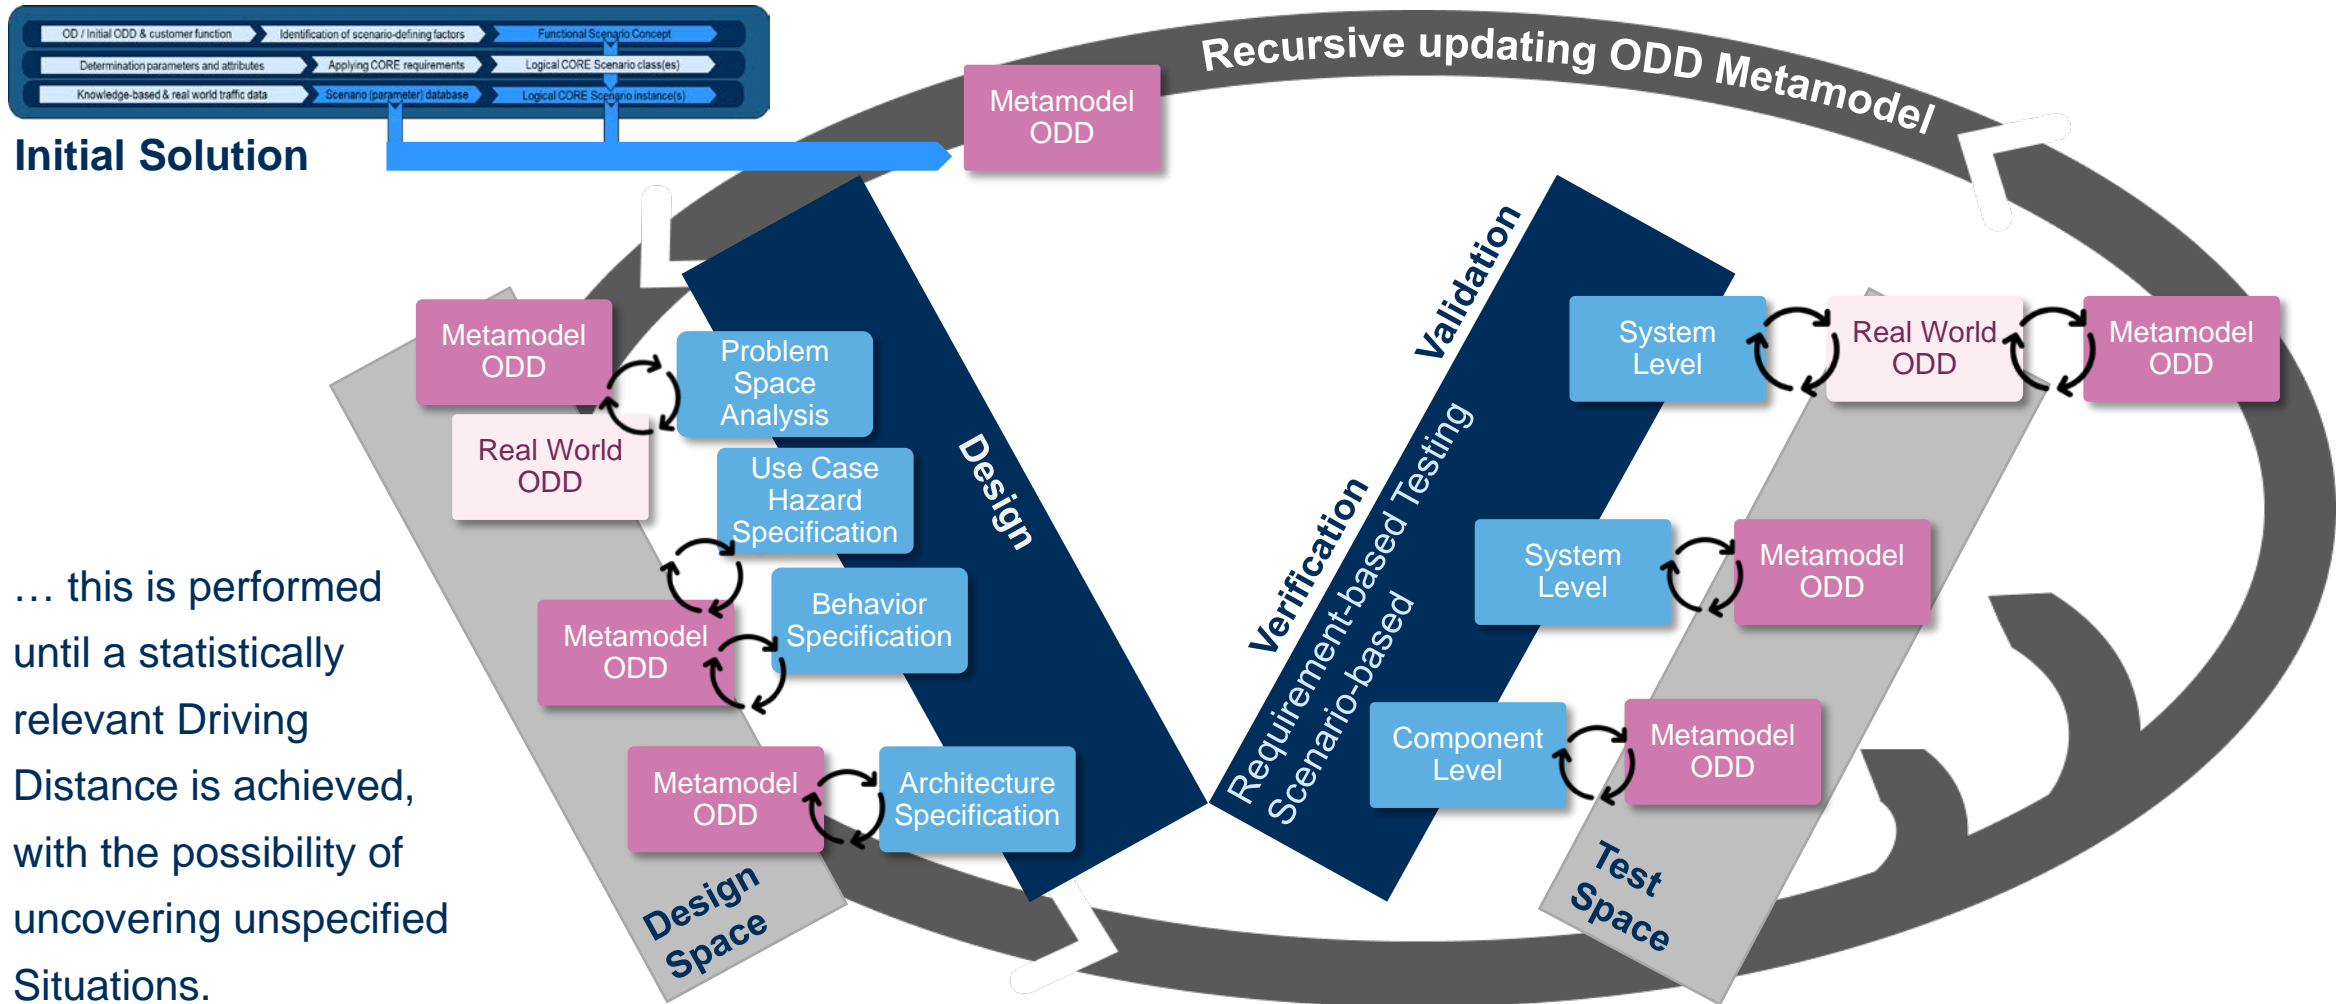 OD / Initial ODD & customer function
Identification of scenario-defining factors
Functional Scenario Concept
Determination parameters and attributes
Applying CORE requirements
Logical CORE Scenario class(es)
Knowledge-based & real world traffic data
Scenario (parameter) database
Logical CORE Scenario instance(s)
Initial Solution
Recursive updating ODD Metamodel
Metamodel
ODD
Metamodel
ODD
Real World
ODD
Problem
Space
Analysis
Use Case
Hazard
Specification
Metamodel
ODD
Behavior
Specification
Metamodel
ODD
Architecture
Specification
Design
Design
Space
Validation
Verification
Requirement-based Testing
Scenario-based
System
Level
Real World
ODD
Metamodel
ODD
System
Level
Metamodel
ODD
Component
Level
Metamodel
ODD
Test
Space
… this is performed
until a statistically
relevant Driving
Distance is achieved,
with the possibility of
uncovering unspecified
Situations.